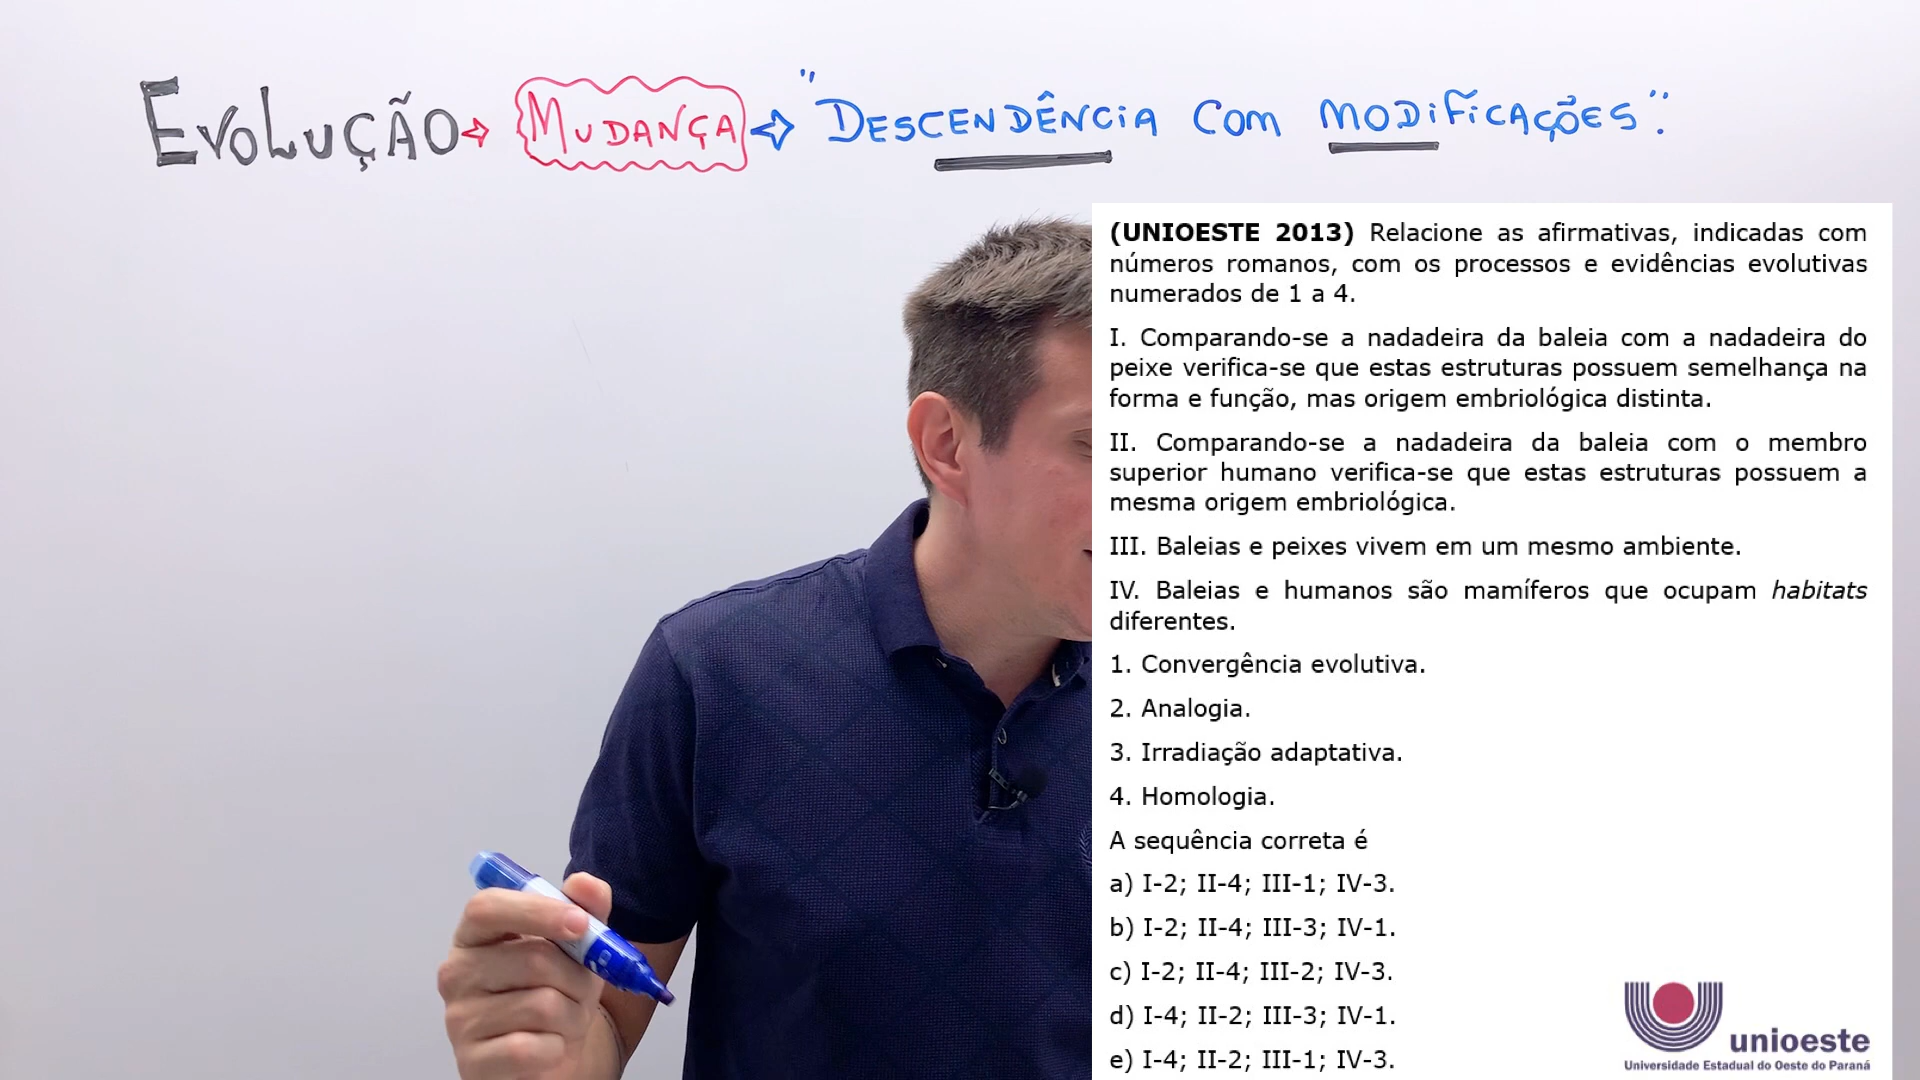 EVOLUÇÃO ⇨ MUDANÇA ⇨ "DESCENDÊNCIA COM MODIFICAÇÕES".
(UNIOESTE 2013) Relacione as afirmativas, indicadas com
números romanos, com os processos e evidências evolutivas
numerados de 1 a 4.
I. Comparando-se a nadadeira da baleia com a nadadeira do
peixe verifica-se que estas estruturas possuem semelhança na
forma e função, mas origem embriológica distinta.
II. Comparando-se a nadadeira da baleia com o membro
superior humano verifica-se que estas estruturas possuem a
mesma origem embriológica.
III. Baleias e peixes vivem em um mesmo ambiente.
IV. Baleias e humanos são mamíferos que ocupam habitats
diferentes.
1. Convergência evolutiva.
2. Analogia.
3. Irradiação adaptativa.
4. Homologia.
A sequência correta é
a) I-2; II-4; III-1; IV-3.
b) I-2; II-4; III-3; IV-1.
c) I-2; II-4; III-2; IV-3.
d) I-4; II-2; III-3; IV-1.
e) I-4; II-2; III-1; IV-3.
unioeste
Universidade Estadual do Oeste do Paraná